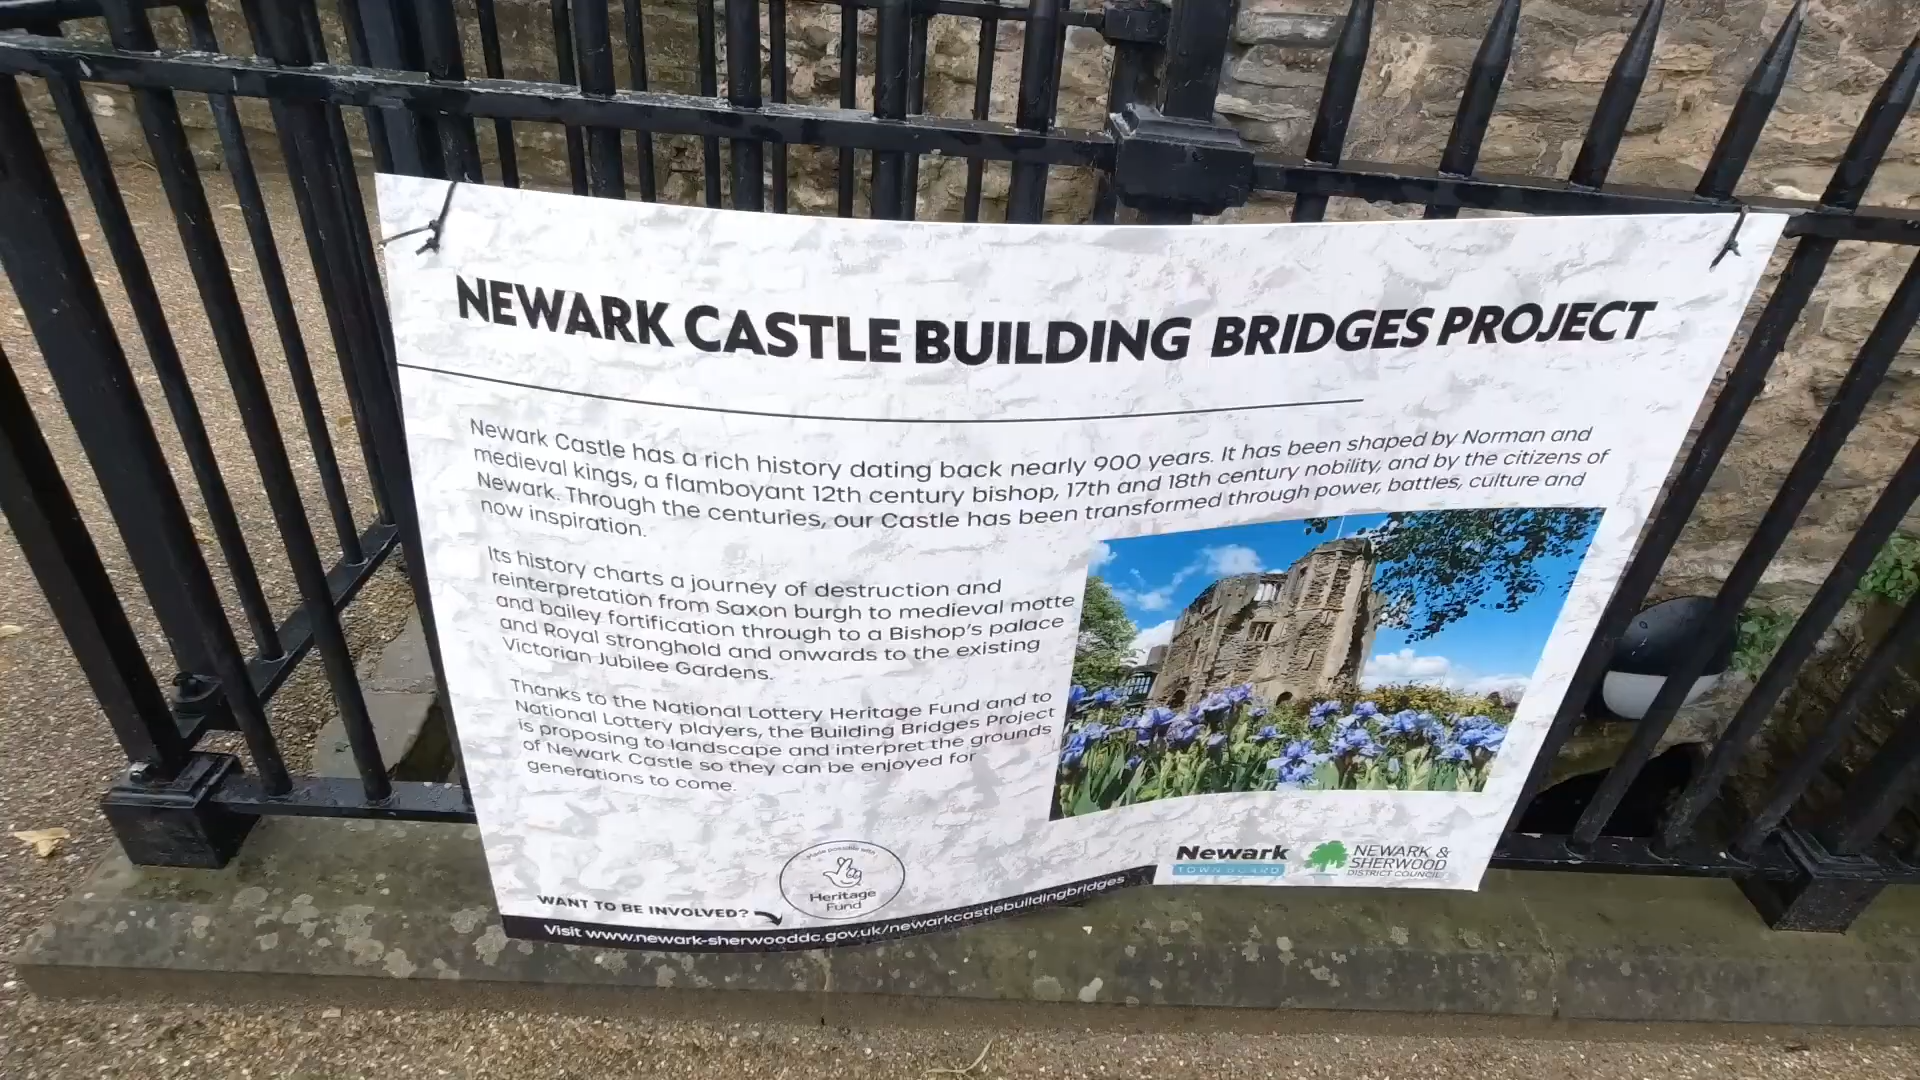 NEWARK CASTLE BUILDING BRIDGES PROJECT
Newark Castle has a rich history dating back nearly 900 years. It has been shaped by Norman and
medieval kings, a flamboyant 12th century bishop, 17th and 18th century nobility, and by the citizens of
Newark. Through the centuries, our Castle has been transformed through power, battles, culture and
now inspiration.
Its history charts a journey of destruction and
reinterpretation from Saxon burgh to medieval motte
and bailey fortification through to a Bishop's palace
and Royal stronghold and onwards to the existing
Victorian Jubilee Gardens.
Thanks to the National Lottery Heritage Fund and to
National Lottery players, the Building Bridges Project
is proposing to landscape and interpret the grounds
of Newark Castle so they can be enjoyed for
generations to come.
Made possible with
Heritage
Fund
Newark
TOWN BOARD
NEWARK &
SHERWOOD
DISTRICT COUNCIL
WANT TO BE INVOLVED?
Visit www.newark-sherwooddc.gov.uk/newarkcastlebuildingbridges